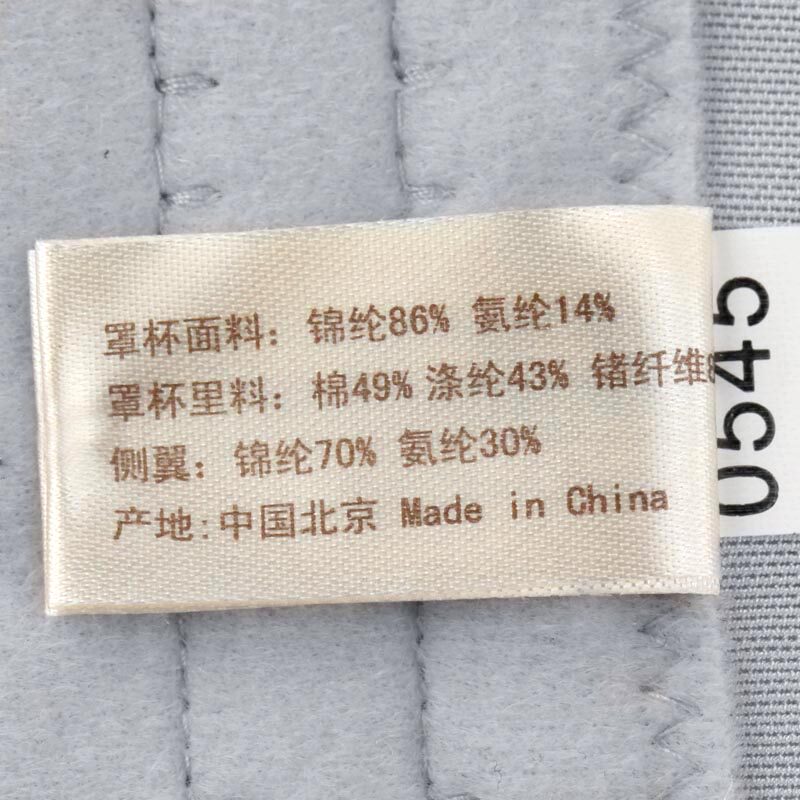 罩杯面料：锦纶86% 氨纶14%
罩杯里料：棉49% 涤纶43% 锗纤维8
侧翼：锦纶70% 氨纶30%
产地:中国北京 Made in China
0545